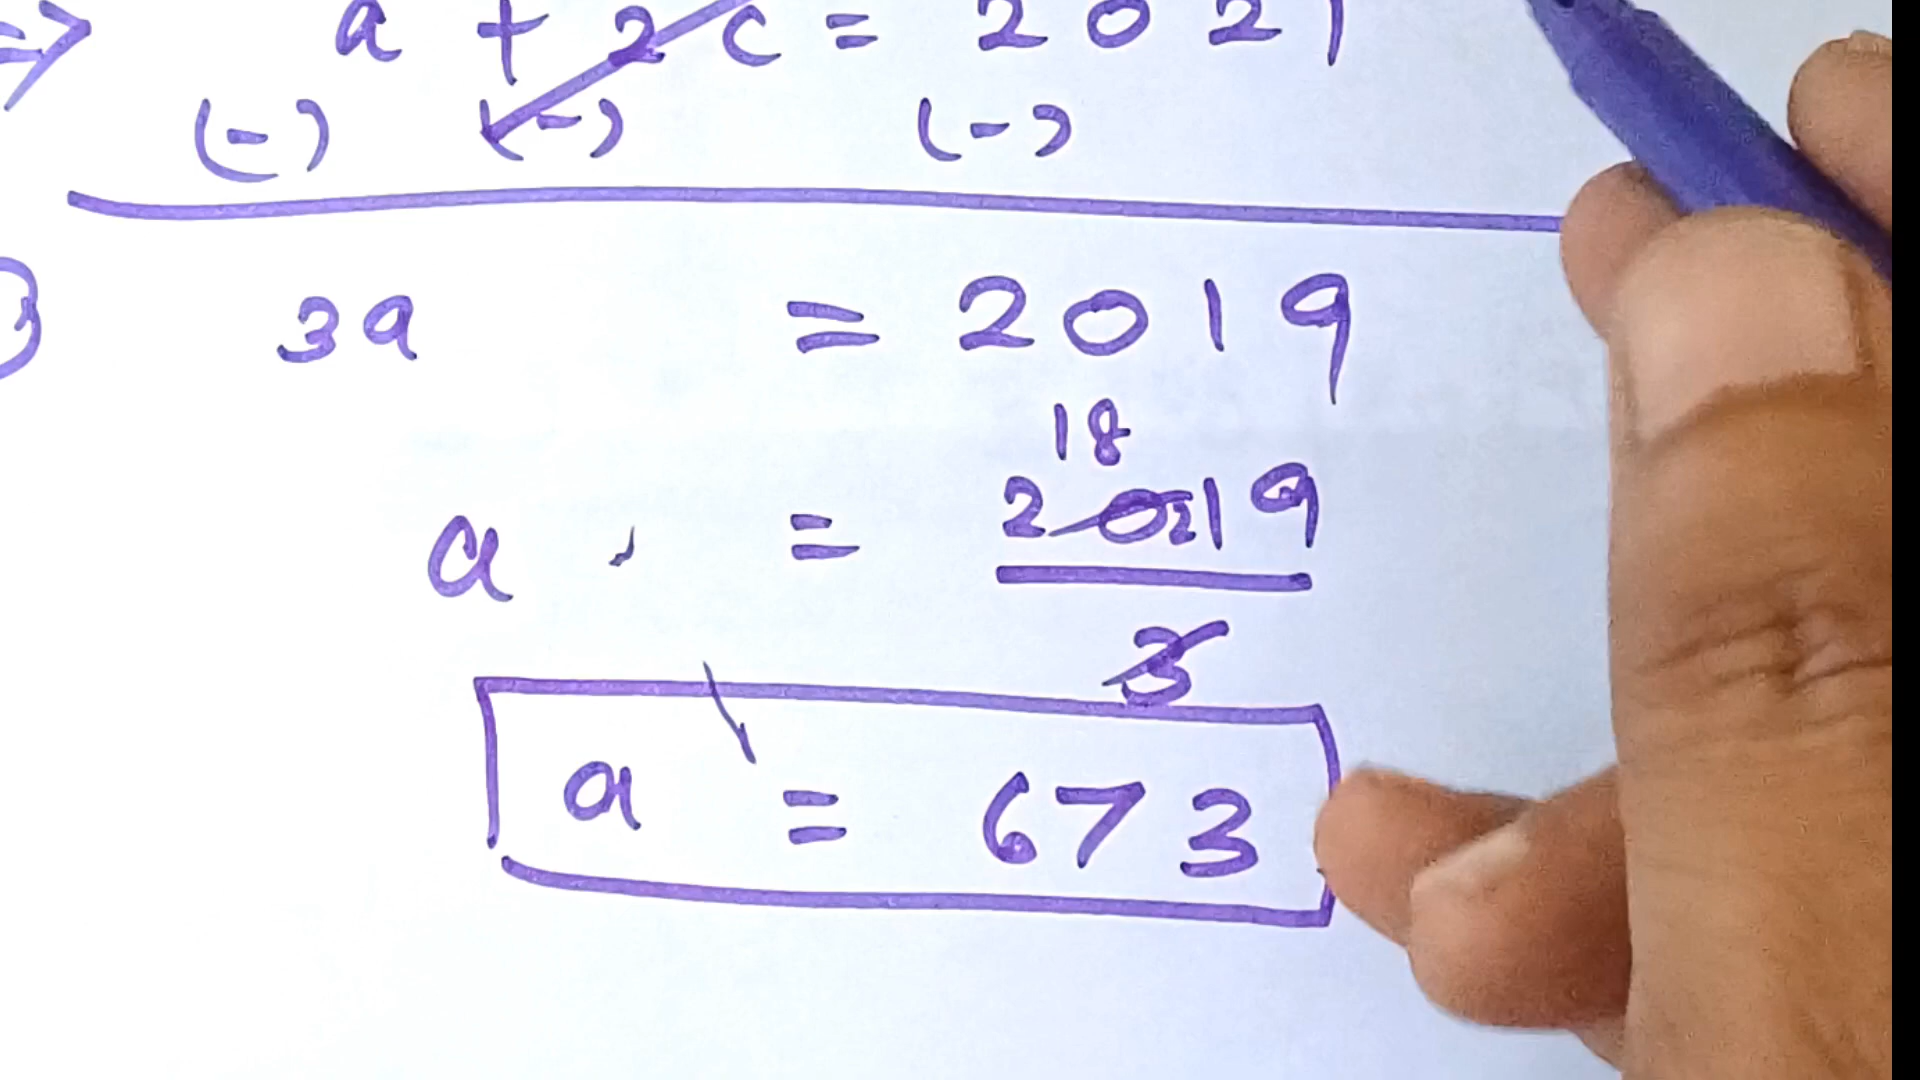 ⇒ a + 2c = 2021
(-) (-) (-)
3a = 2019
18
a = 2019
3
a = 673